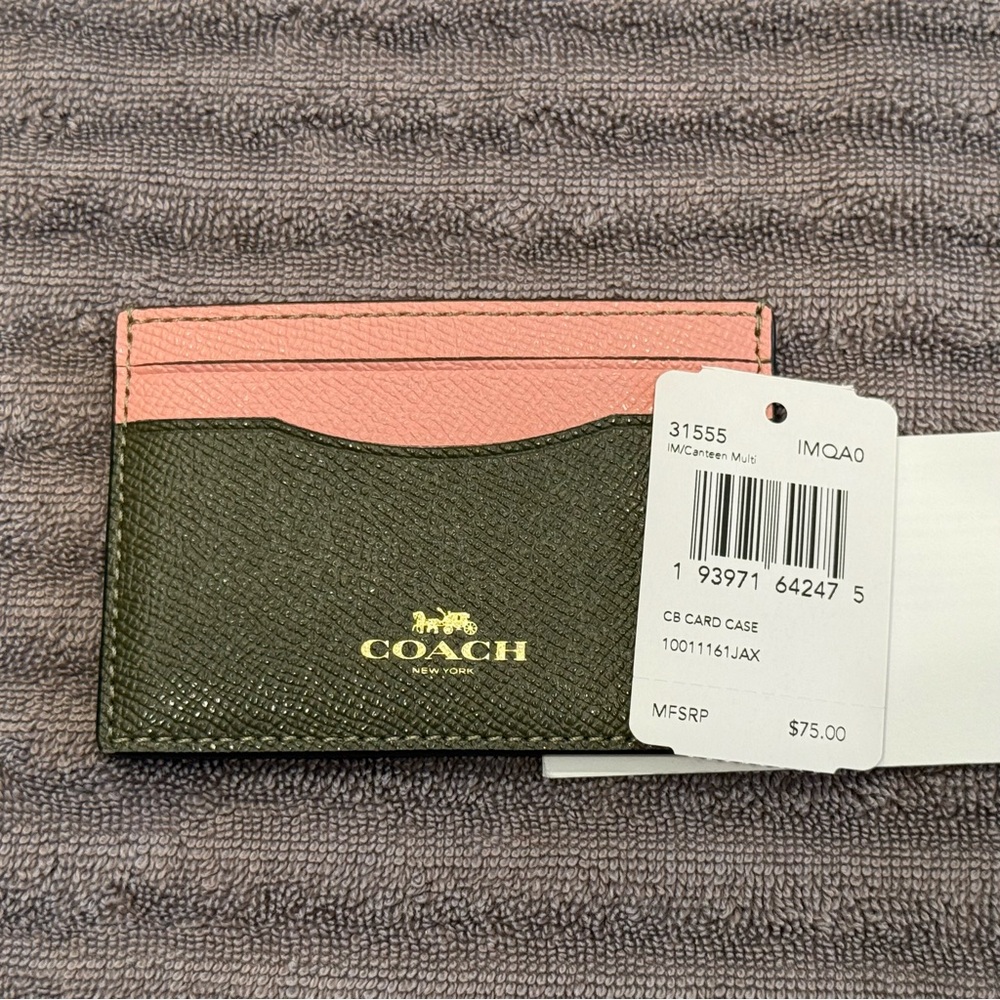 COACH
NEW YORK
31555 IMQA0
IM/Canteen Multi
1 93971 64247 5
CB CARD CASE
10011161JAX
MFSRP $75.00